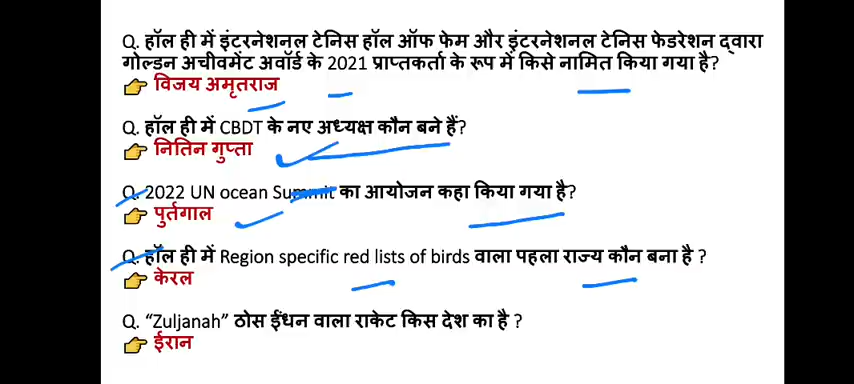 Q. हॉल ही में इंटरनेशनल टेनिस हॉल ऑफ फेम और इंटरनेशनल टेनिस फेडरेशन द्वारा
गोल्डन अचीवमेंट अवॉर्ड के 2021 प्राप्तकर्ता के रूप में किसे नामित किया गया है?
👉 विजय अमृतराज
Q. हॉल ही में CBDT के नए अध्यक्ष कौन बने हैं?
👉 नितिन गुप्ता
Q. 2022 UN ocean Summit का आयोजन कहा किया गया है?
👉 पुर्तगाल
Q. हॉल ही में Region specific red lists of birds वाला पहला राज्य कौन बना है ?
👉 केरल
Q. “Zuljanah” ठोस ईंधन वाला राकेट किस देश का है ?
👉 ईरान